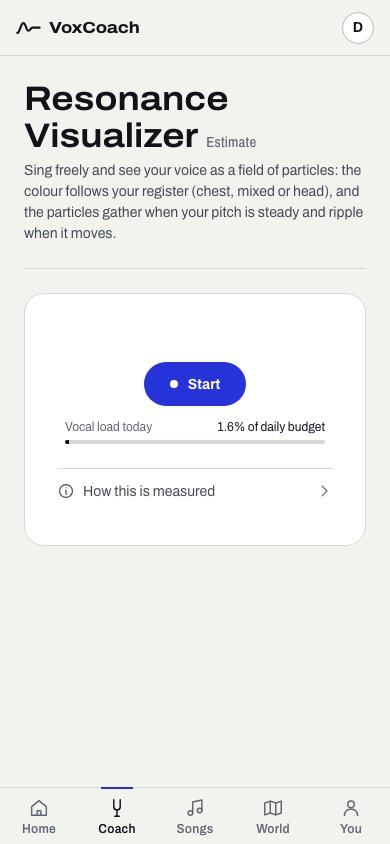 VoxCoach
D
Resonance
Visualizer Estimate
Sing freely and see your voice as a field of particles: the
colour follows your register (chest, mixed or head), and
the particles gather when your pitch is steady and ripple
when it moves.
Start
Vocal load today 1.6% of daily budget
How this is measured
Home Coach Songs World You